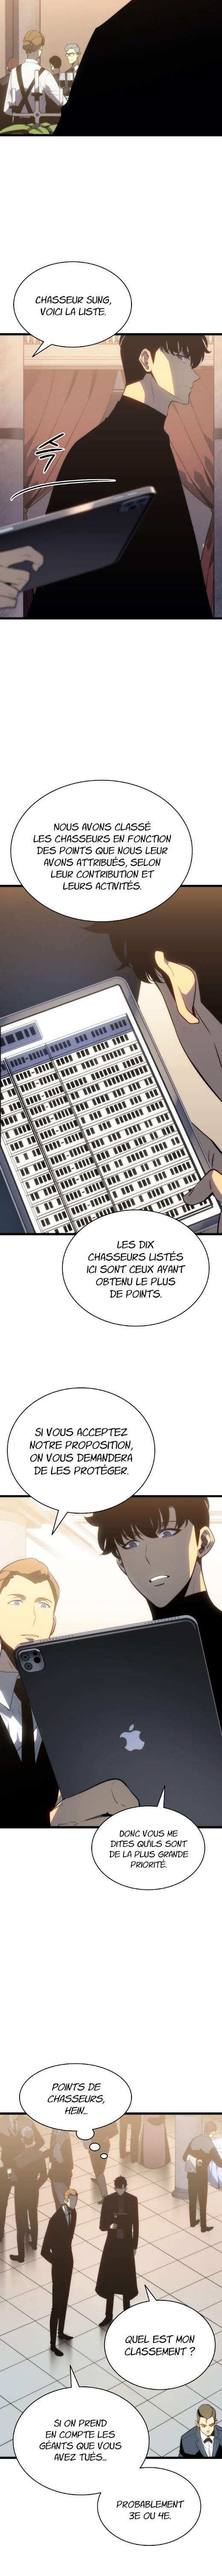 CHASSEUR SUNG,
VOICI LA LISTE.
NOUS AVONS CLASSÉ
LES CHASSEURS EN FONCTION
DES POINTS QUE NOUS LEUR
AVONS ATTRIBUÉS, SELON
LEUR CONTRIBUTION ET
LEURS ACTIVITÉS.
LES DIX
CHASSEURS LISTÉS
ICI SONT CEUX AYANT
OBTENU LE PLUS
DE POINTS.
SI VOUS ACCEPTEZ
NOTRE PROPOSITION,
ON VOUS DEMANDERA
DE LES PROTÉGER.
DONC VOUS ME
DITES QU'ILS SONT
DE LA PLUS GRANDE
PRIORITÉ.
POINTS DE
CHASSEURS,
HEIN...
QUEL EST MON
CLASSEMENT ?
SI ON PREND
EN COMPTE LES
GÉANTS QUE VOUS
AVEZ TUÉS...
PROBABLEMENT
3E OU 4E.